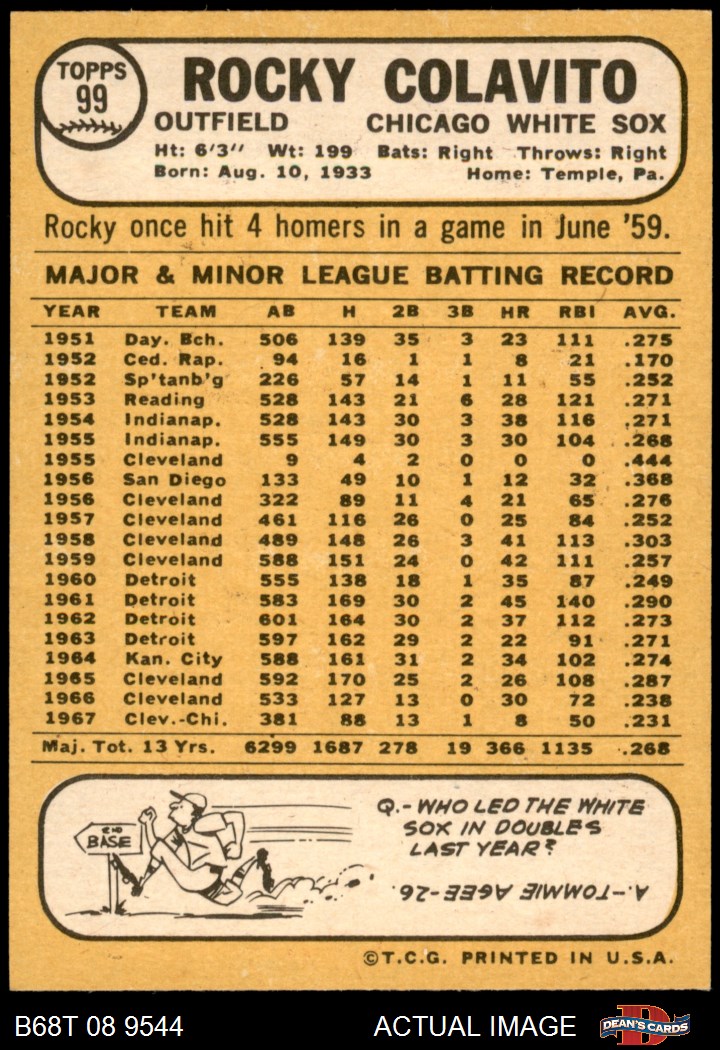 TOPPS
99
ROCKY COLAVITO
OUTFIELD CHICAGO WHITE SOX
Ht: 6'3" Wt: 199 Bats: Right Throws: Right
Born: Aug. 10, 1933 Home: Temple, Pa.
Rocky once hit 4 homers in a game in June '59.
MAJOR & MINOR LEAGUE BATTING RECORD
YEAR TEAM AB H 2B 3B HR RBI AVG.
1951 Day. Bch. 506 139 35 3 23 111 .275
1952 Ced. Rap. 94 16 1 1 8 21 .170
1952 Sp'tanb'g 226 57 14 1 11 55 .252
1953 Reading 528 143 21 6 28 121 .271
1954 Indianap. 528 143 30 3 38 116 .271
1955 Indianap. 555 149 30 3 30 104 .268
1955 Cleveland 9 4 2 0 0 0 .444
1956 San Diego 133 49 10 1 12 32 .368
1956 Cleveland 322 89 11 4 21 65 .276
1957 Cleveland 461 116 26 0 25 84 .252
1958 Cleveland 489 148 26 3 41 113 .303
1959 Cleveland 588 151 24 0 42 111 .257
1960 Detroit 555 138 18 1 35 87 .249
1961 Detroit 583 169 30 2 45 140 .290
1962 Detroit 601 164 30 2 37 112 .273
1963 Detroit 597 162 29 2 22 91 .271
1964 Kan. City 588 161 31 2 34 102 .274
1965 Cleveland 592 170 25 2 26 108 .287
1966 Cleveland 533 127 13 0 30 72 .238
1967 Clev.-Chi. 381 88 13 1 8 50 .231
Maj. Tot. 13 Yrs. 6299 1687 278 19 366 1135 .268
2ND
BASE
Q.- WHO LED THE WHITE
SOX IN DOUBLES
LAST YEAR?
A.-TOMMIE AGEE-26.
©T.C.G. PRINTED IN U.S.A.
B68T 08 9544 ACTUAL IMAGE
D
DEAN'S CARDS